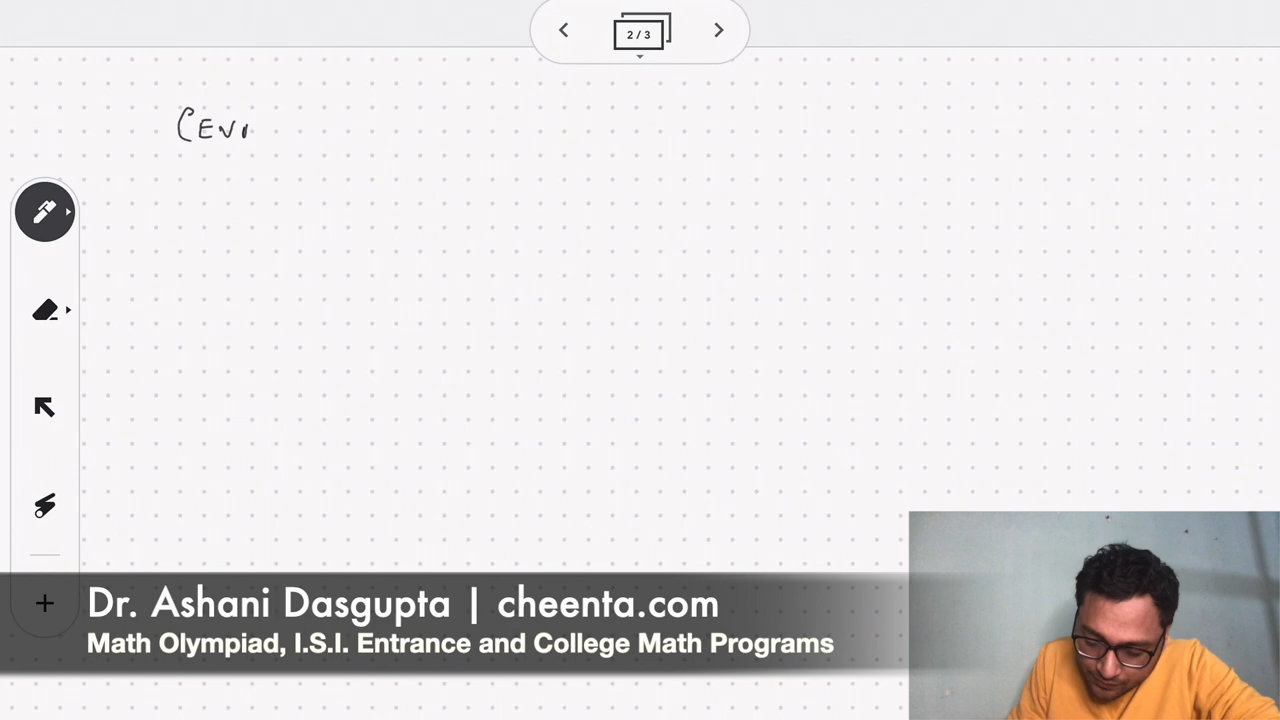 2 / 3
CEVI
Dr. Ashani Dasgupta | cheenta.com
Math Olympiad, I.S.I. Entrance and College Math Programs